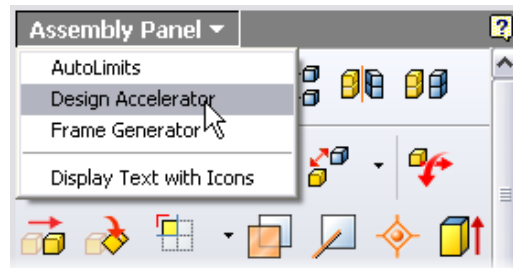 Assembly Panel
?
AutoLimits
Design Accelerator
Frame Generator
Display Text with Icons